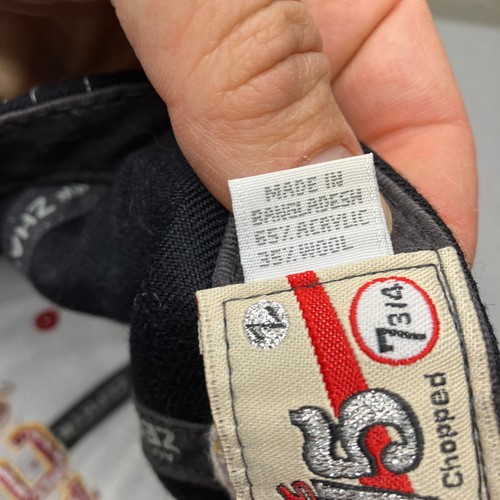 MADE IN
BANGLADESH
65% ACRYLIC
35% WOOL
Z
7 3/4
Chopped